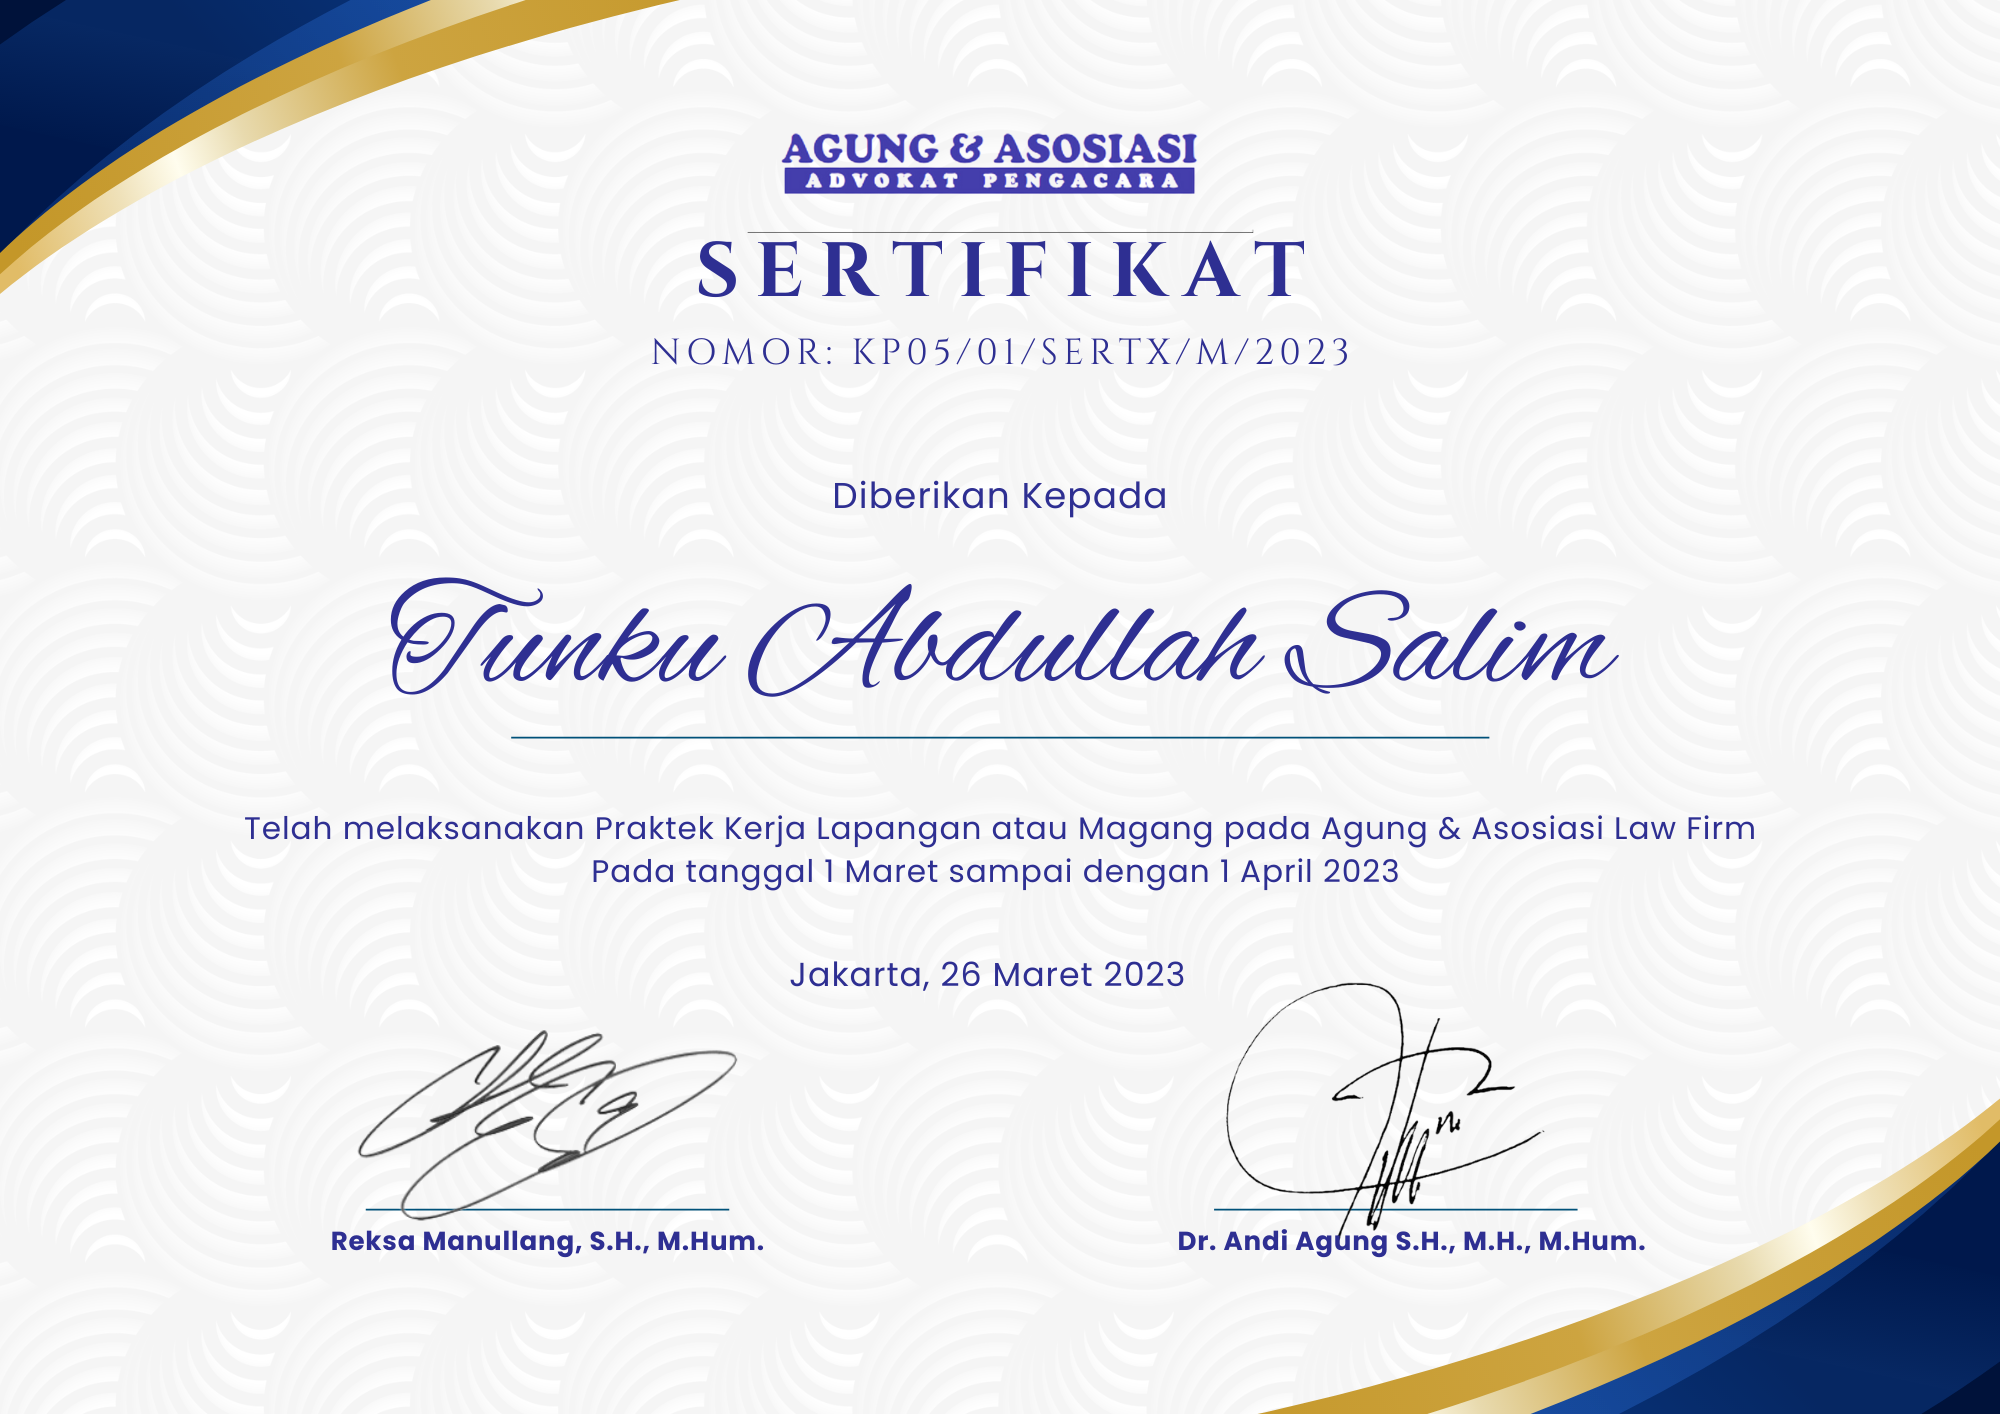 AGUNG & ASOSIASI
ADVOKAT PENGACARA
SERTIFIKAT
NOMOR: KP05/01/SERTX/M/2023
Diberikan Kepada
Tunku Abdullah Salim
Telah melaksanakan Praktek Kerja Lapangan atau Magang pada Agung & Asosiasi Law Firm
Pada tanggal 1 Maret sampai dengan 1 April 2023
Jakarta, 26 Maret 2023
Reksa Manullang, S.H., M.Hum.
Dr. Andi Agung S.H., M.H., M.Hum.